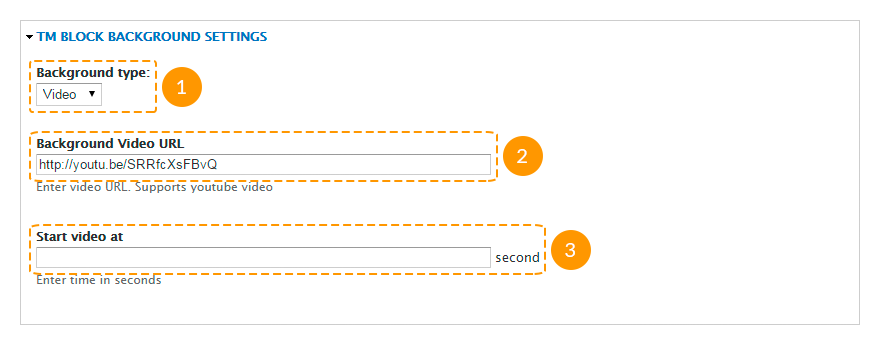 TM BLOCK BACKGROUND SETTINGS
Background type:
Video
1
Background Video URL
http://youtu.be/SRRfcXsFBvQ
2
Enter video URL. Supports youtube video
Start video at
second
3
Enter time in seconds